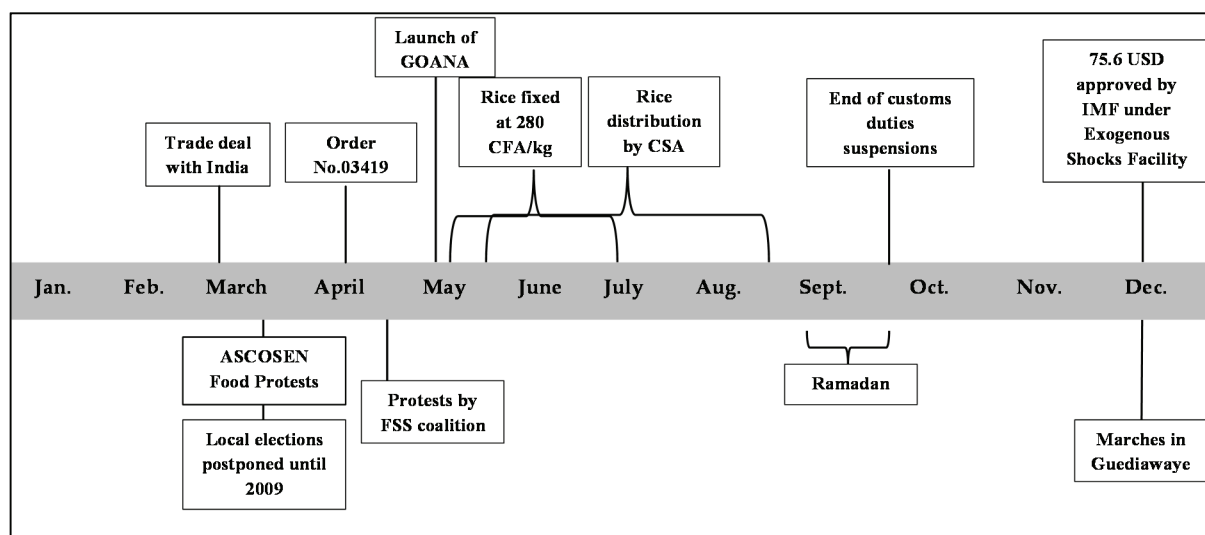 Launch of
GOANA
Trade deal
with India
Order
No.03419
Rice fixed
at 280
CFA/kg
Rice
distribution
by CSA
End of customs
duties
suspensions
75.6 USD
approved by
IMF under
Exogenous
Shocks Facility
Jan. Feb. March April May June July Aug. Sept. Oct. Nov. Dec.
ASCOSEN
Food Protests
Local elections
postponed until
2009
Protests by
FSS coalition
Ramadan
Marches in
Guediawaye